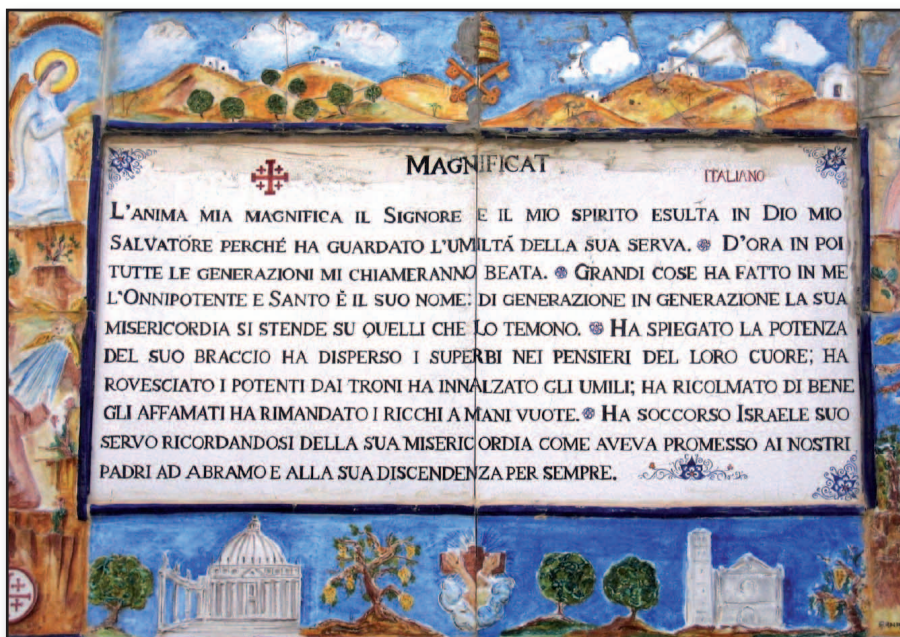 MAGNIFICAT
ITALIANO
L'ANIMA MIA MAGNIFICA IL SIGNORE E IL MIO SPIRITO ESULTA IN DIO MIO
SALVATORE PERCHÉ HA GUARDATO L'UMILTÁ DELLA SUA SERVA. D'ORA IN POI
TUTTE LE GENERAZIONI MI CHIAMERANNO BEATA. GRANDI COSE HA FATTO IN ME
L'ONNIPOTENTE E SANTO È IL SUO NOME: DI GENERAZIONE IN GENERAZIONE LA SUA
MISERICORDIA SI STENDE SU QUELLI CHE LO TEMONO. HA SPIEGATO LA POTENZA
DEL SUO BRACCIO HA DISPERSO I SUPERBI NEI PENSIERI DEL LORO CUORE; HA
ROVESCIATO I POTENTI DAI TRONI HA INNALZATO GLI UMILI; HA RICOLMATO DI BENE
GLI AFFAMATI HA RIMANDATO I RICCHI A MANI VUOTE. HA SOCCORSO ISRAELE SUO
SERVO RICORDANDOSI DELLA SUA MISERICORDIA COME AVEVA PROMESSO AI NOSTRI
PADRI AD ABRAMO E ALLA SUA DISCENDENZA PER SEMPRE.